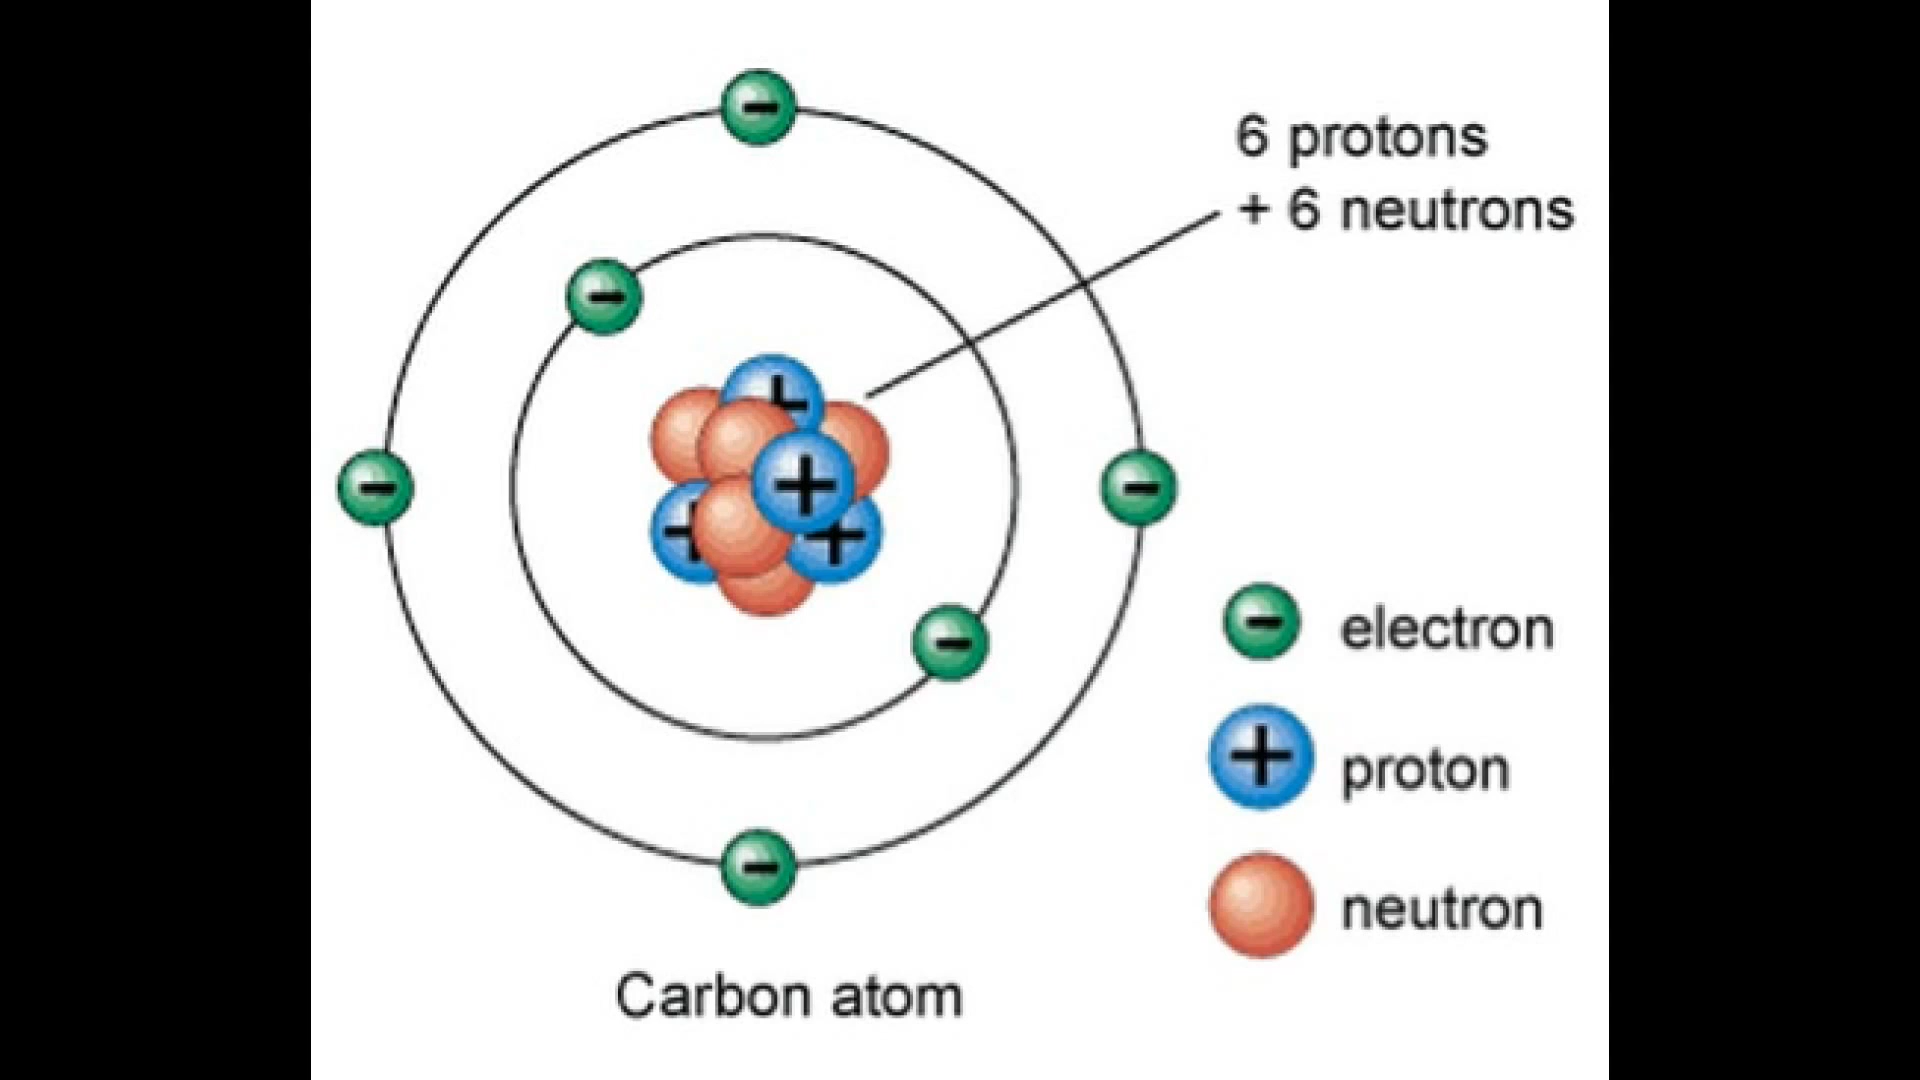 6 protons
+ 6 neutrons
electron
proton
neutron
Carbon atom